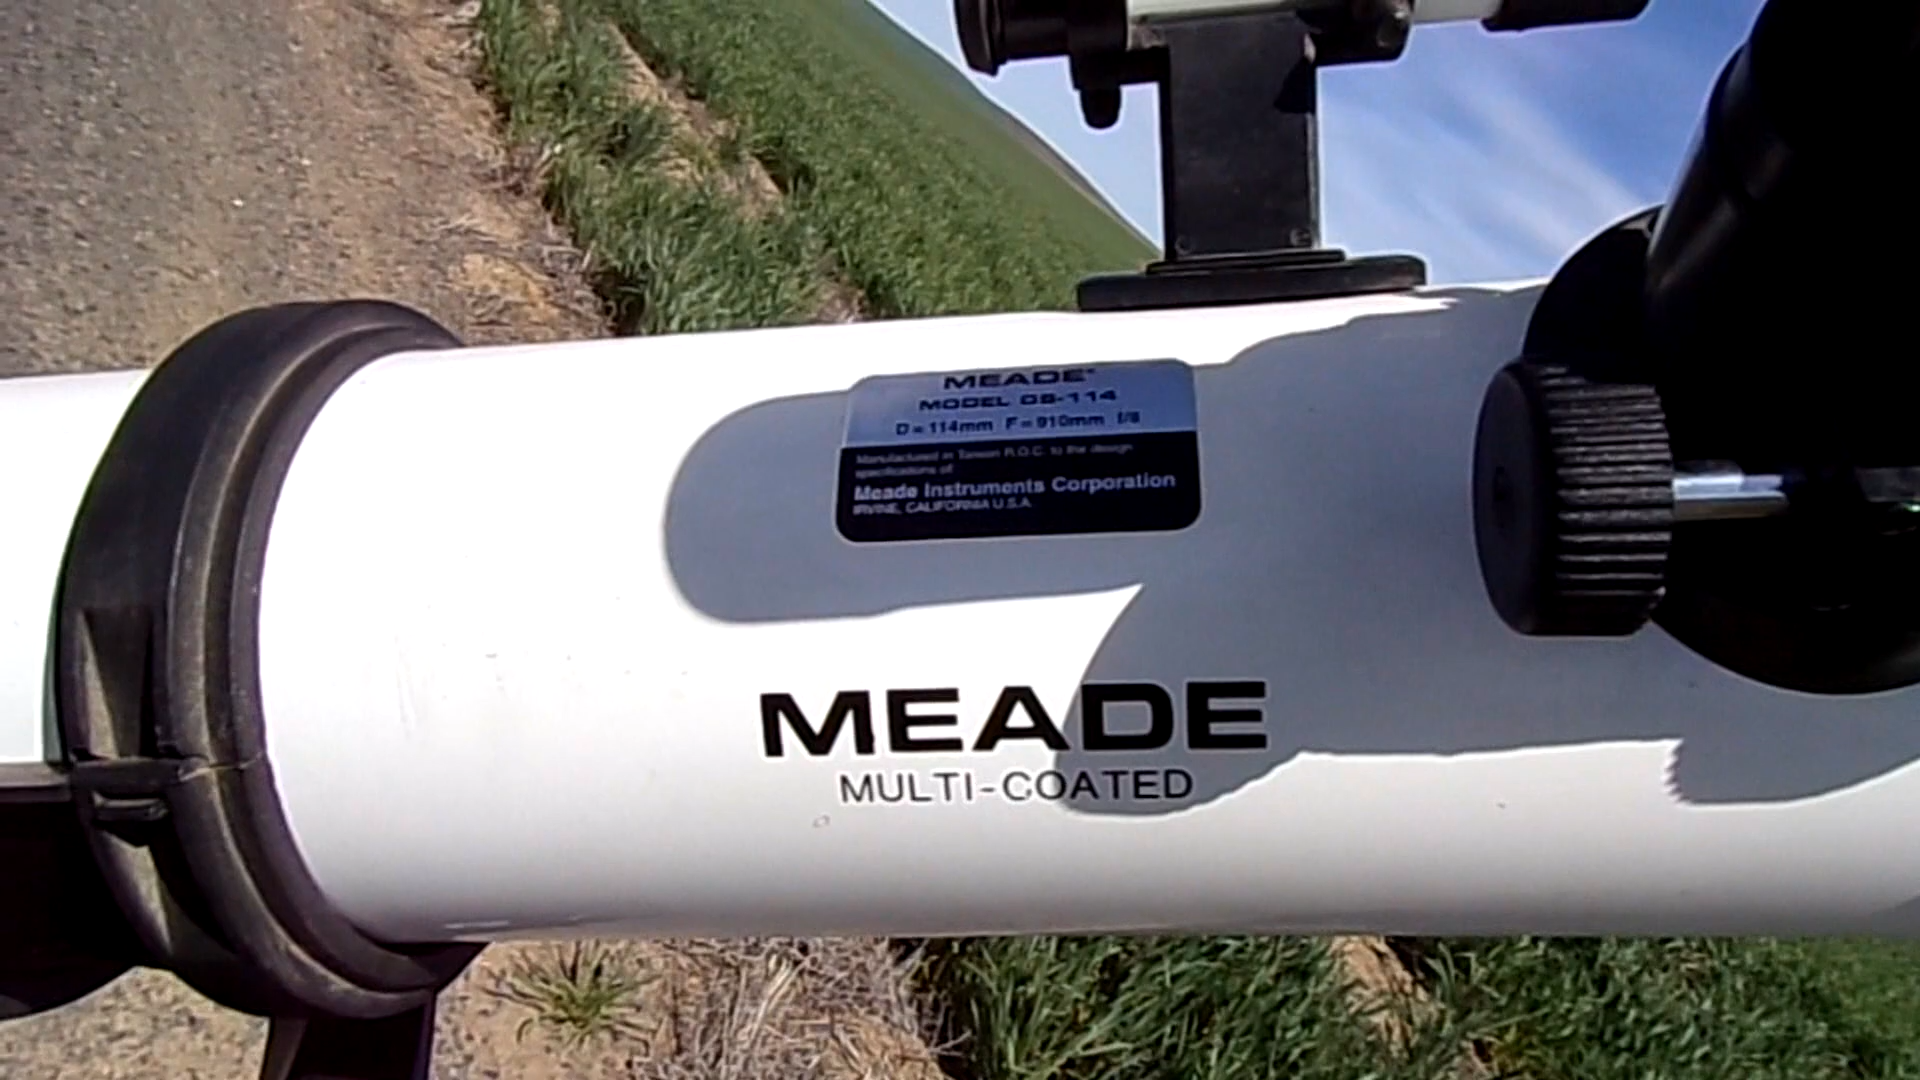 MEADE®
MODEL DS-114
D=114mm F=910mm f/8
Manufactured in Taiwan R.O.C. to the design
specifications of
Meade Instruments Corporation
IRVINE, CALIFORNIA U.S.A.
MEADE
MULTI-COATED